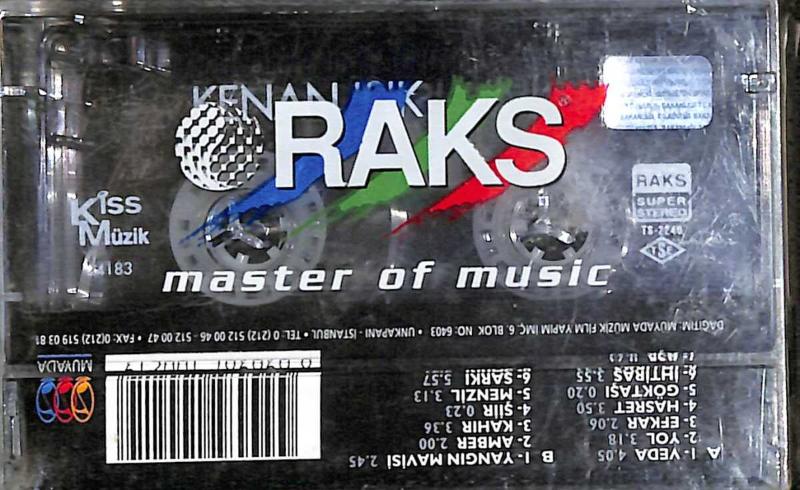 KENAN IŞIK
RAKS
RAKS
SUPER
STEREO
TS-2240
TSE
Kiss
Müzik
master of music
DAĞITIM: MUVADA MÜZİK FİLM YAPIM İMÇ. 6. BLOK NO: 6403 • UNKAPANI - İSTANBUL • TEL: 0 (212) 512 00 46 - 512 00 47 • FAX: 0(212) 519 03 81
MUVADA
A 1- VEDA 4.05
2- YOL 3.18
3- EFKAR 2.06
4- HASRET 3.50
5- GÖKTAŞI 0.20
6- İHTİBAS 3.55
B 1- YANGIN MAVİSİ 2.45
2- AMBER 2.00
3- KAHIR 3.36
4- ŞİİR 0.23
5- MENZİL 3.13
6- ŞARKI 5.57